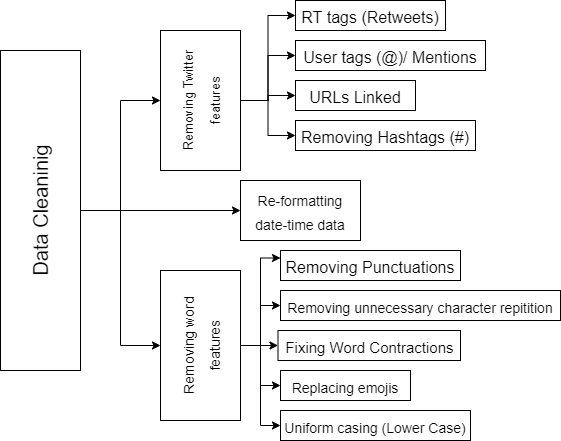 Data Cleaninig
Removing Twitter
features
RT tags (Retweets)
User tags (@)/ Mentions
URLs Linked
Removing Hashtags (#)
Re-formatting
date-time data
Removing word
features
Removing Punctuations
Removing unnecessary character repitition
Fixing Word Contractions
Replacing emojis
Uniform casing (Lower Case)